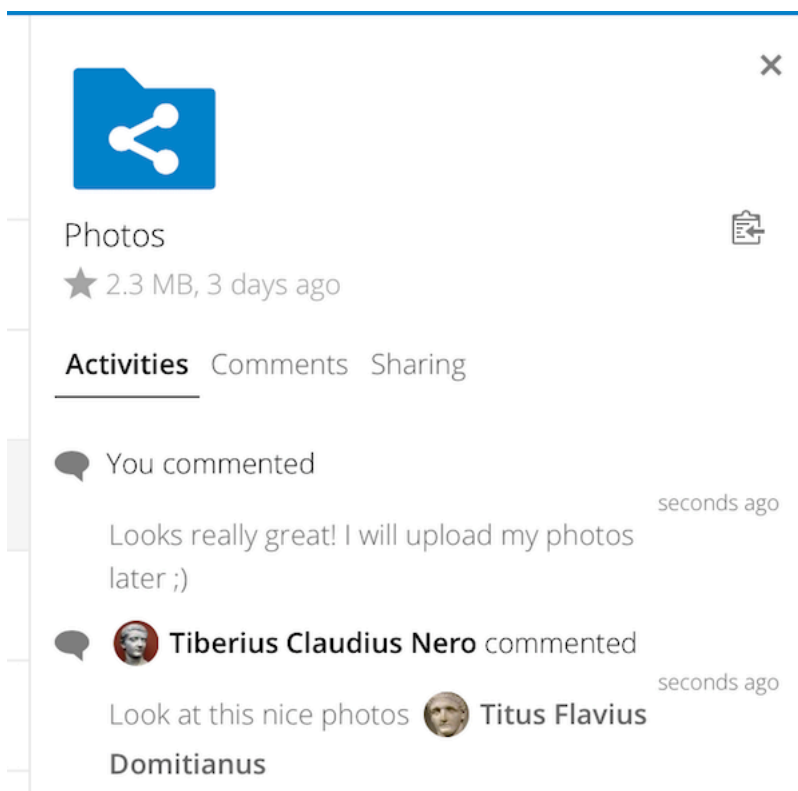 Photos
2.3 MB, 3 days ago
Activities Comments Sharing
You commented
seconds ago
Looks really great! I will upload my photos
later ;)
Tiberius Claudius Nero commented
seconds ago
Look at this nice photos Titus Flavius
Domitianus